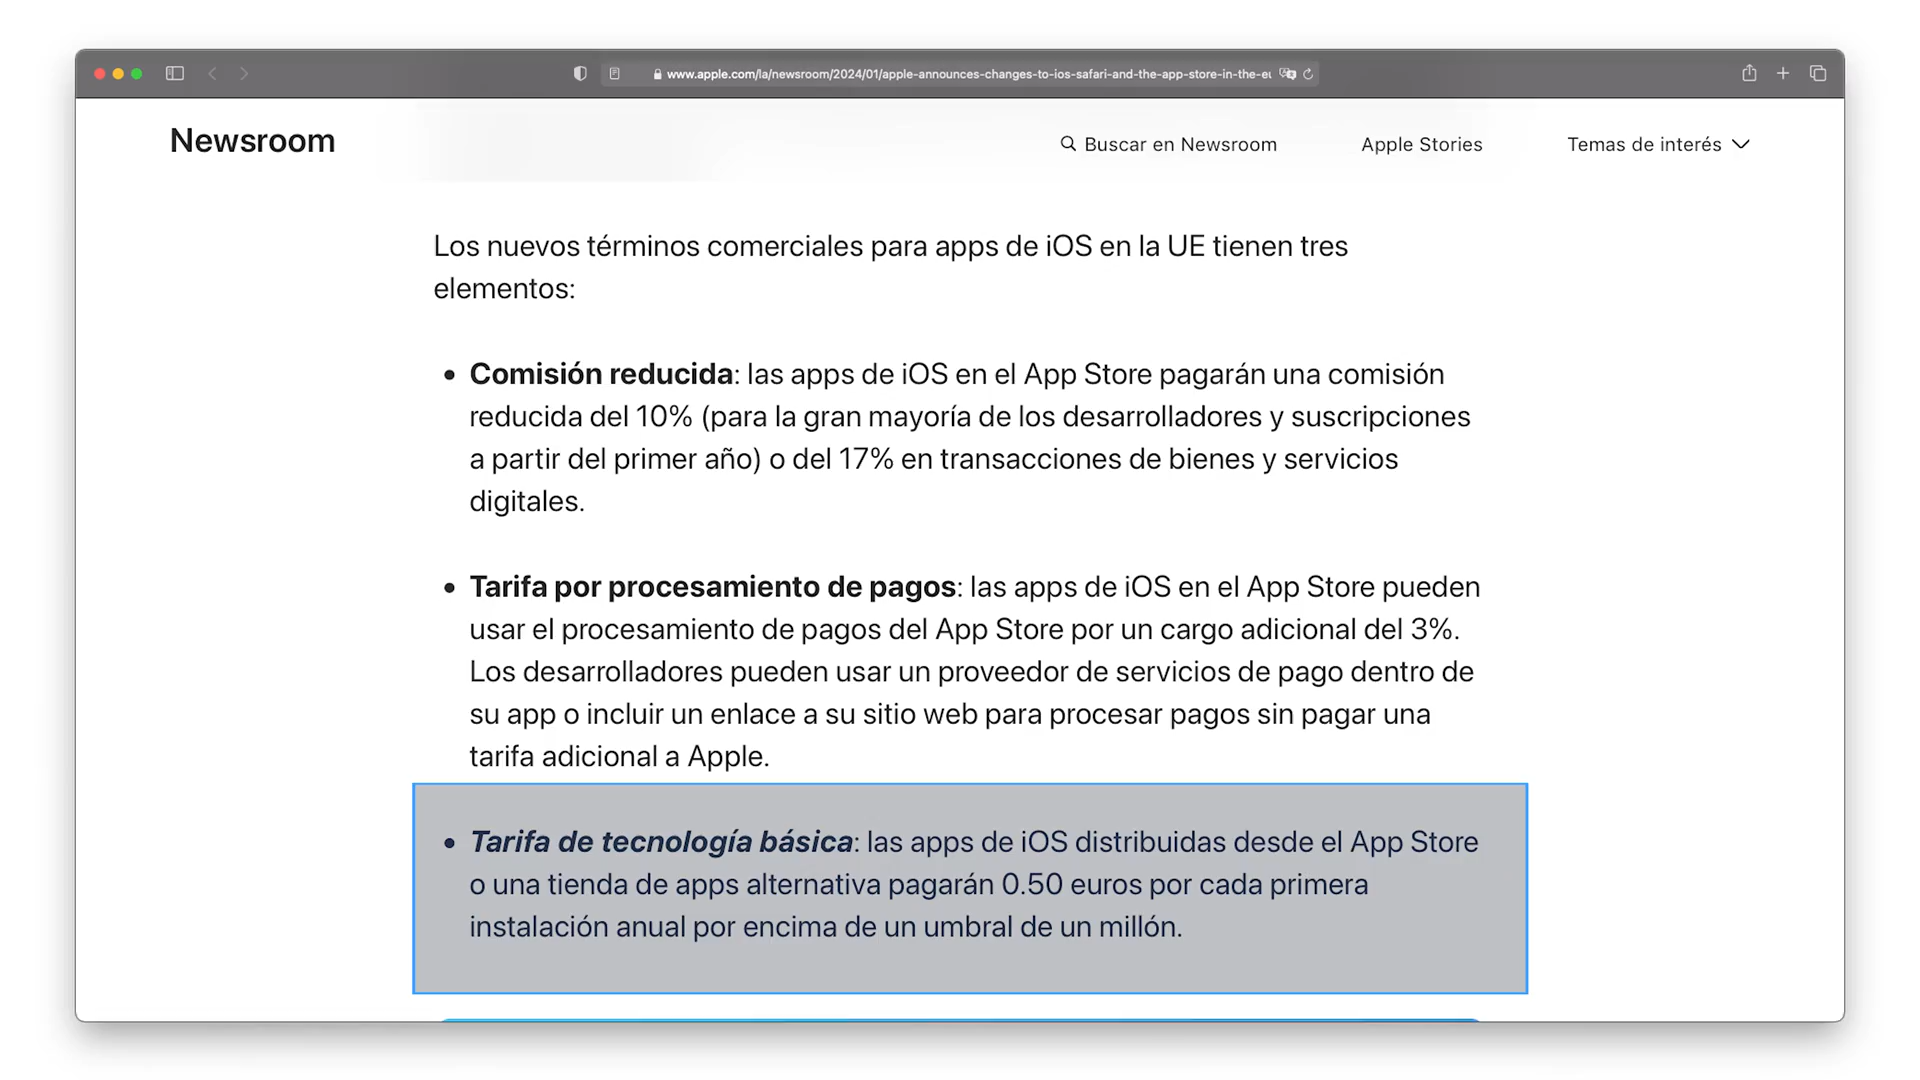 www.apple.com/la/newsroom/2024/01/apple-announces-changes-to-ios-safari-and-the-app-store-in-the-eu
Newsroom
Buscar en Newsroom
Apple Stories
Temas de interés
Los nuevos términos comerciales para apps de iOS en la UE tienen tres
elementos:
• Comisión reducida: las apps de iOS en el App Store pagarán una comisión
reducida del 10% (para la gran mayoría de los desarrolladores y suscripciones
a partir del primer año) o del 17% en transacciones de bienes y servicios
digitales.
• Tarifa por procesamiento de pagos: las apps de iOS en el App Store pueden
usar el procesamiento de pagos del App Store por un cargo adicional del 3%.
Los desarrolladores pueden usar un proveedor de servicios de pago dentro de
su app o incluir un enlace a su sitio web para procesar pagos sin pagar una
tarifa adicional a Apple.
• Tarifa de tecnología básica: las apps de iOS distribuidas desde el App Store
o una tienda de apps alternativa pagarán 0.50 euros por cada primera
instalación anual por encima de un umbral de un millón.